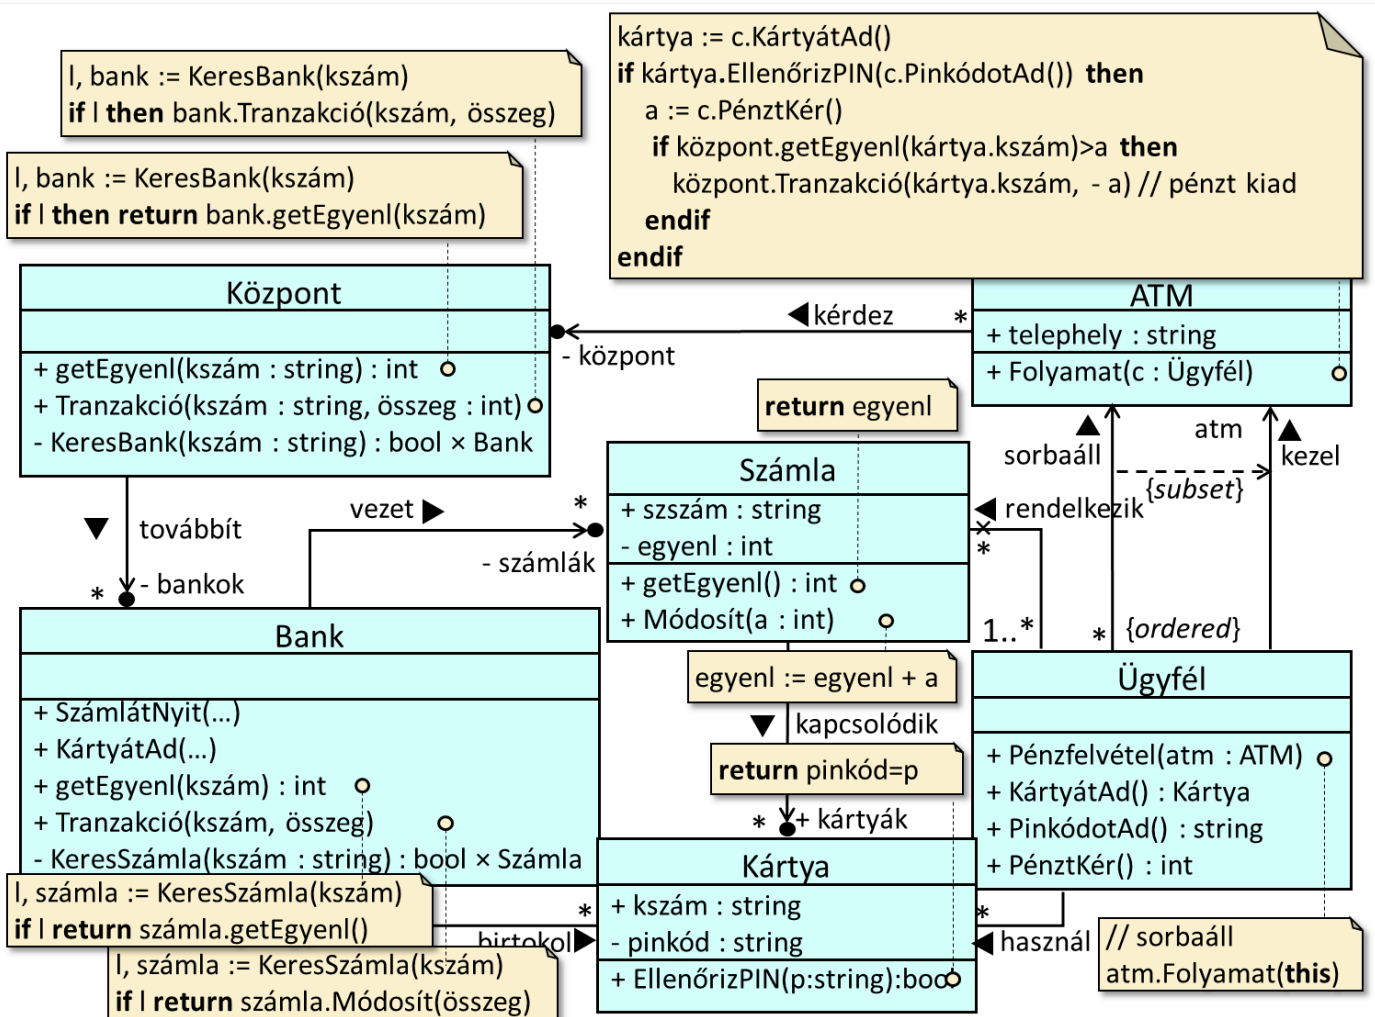 kártya := c.KártyátAd()
if kártya.EllenőrizPIN(c.PinkódotAd()) then
a := c.PénztKér()
if központ.getEgyenl(kártya.kszám)>a then
központ.Tranzakció(kártya.kszám, - a) // pénzt kiad
endif
endif
l, bank := KeresBank(kszám)
if l then bank.Tranzakció(kszám, összeg)
l, bank := KeresBank(kszám)
if l then return bank.getEgyenl(kszám)
Központ
+ getEgyenl(kszám : string) : int
+ Tranzakció(kszám : string, összeg : int)
- KeresBank(kszám : string) : bool × Bank
◀ kérdez
*
- központ
ATM
+ telephely : string
+ Folyamat(c : Ügyfél)
return egyenl
Számla
+ szszám : string
- egyenl : int
+ getEgyenl() : int
+ Módosít(a : int)
▲
sorbaáll
atm
▲
kezel
{subset}
◀ rendelkezik
*
1..*
* {ordered}
vezet ▶
*
- számlák
▼ továbbít
* - bankok
Bank
+ SzámlátNyit(...)
+ KártyátAd(...)
+ getEgyenl(kszám) : int
+ Tranzakció(kszám, összeg)
- KeresSzámla(kszám : string) : bool × Számla
l, számla := KeresSzámla(kszám)
if l return számla.getEgyenl()
l, számla := KeresSzámla(kszám)
if l return számla.Módosít(összeg)
egyenl := egyenl + a
▼ kapcsolódik
return pinkód=p
* + kártyák
Ügyfél
+ Pénzfelvétel(atm : ATM)
+ KártyátAd() : Kártya
+ PinkódotAd() : string
+ PénztKér() : int
Kártya
+ kszám : string
- pinkód : string
+ EllenőrizPIN(p:string):bool
*
birtokol ▶
*
◀ használ
// sorbaáll
atm.Folyamat(this)